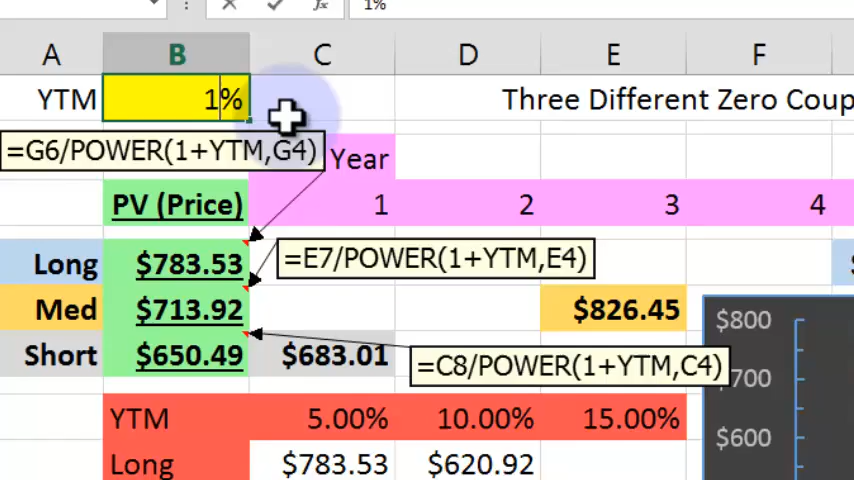 1%
A B C D E F
YTM 1% Three Different Zero Coup
=G6/POWER(1+YTM,G4) Year
PV (Price) 1 2 3 4
Long $783.53 =E7/POWER(1+YTM,E4)
Med $713.92 $826.45
$800
Short $650.49 $683.01 =C8/POWER(1+YTM,C4)
$700
YTM 5.00% 10.00% 15.00%
$600
Long $783.53 $620.92